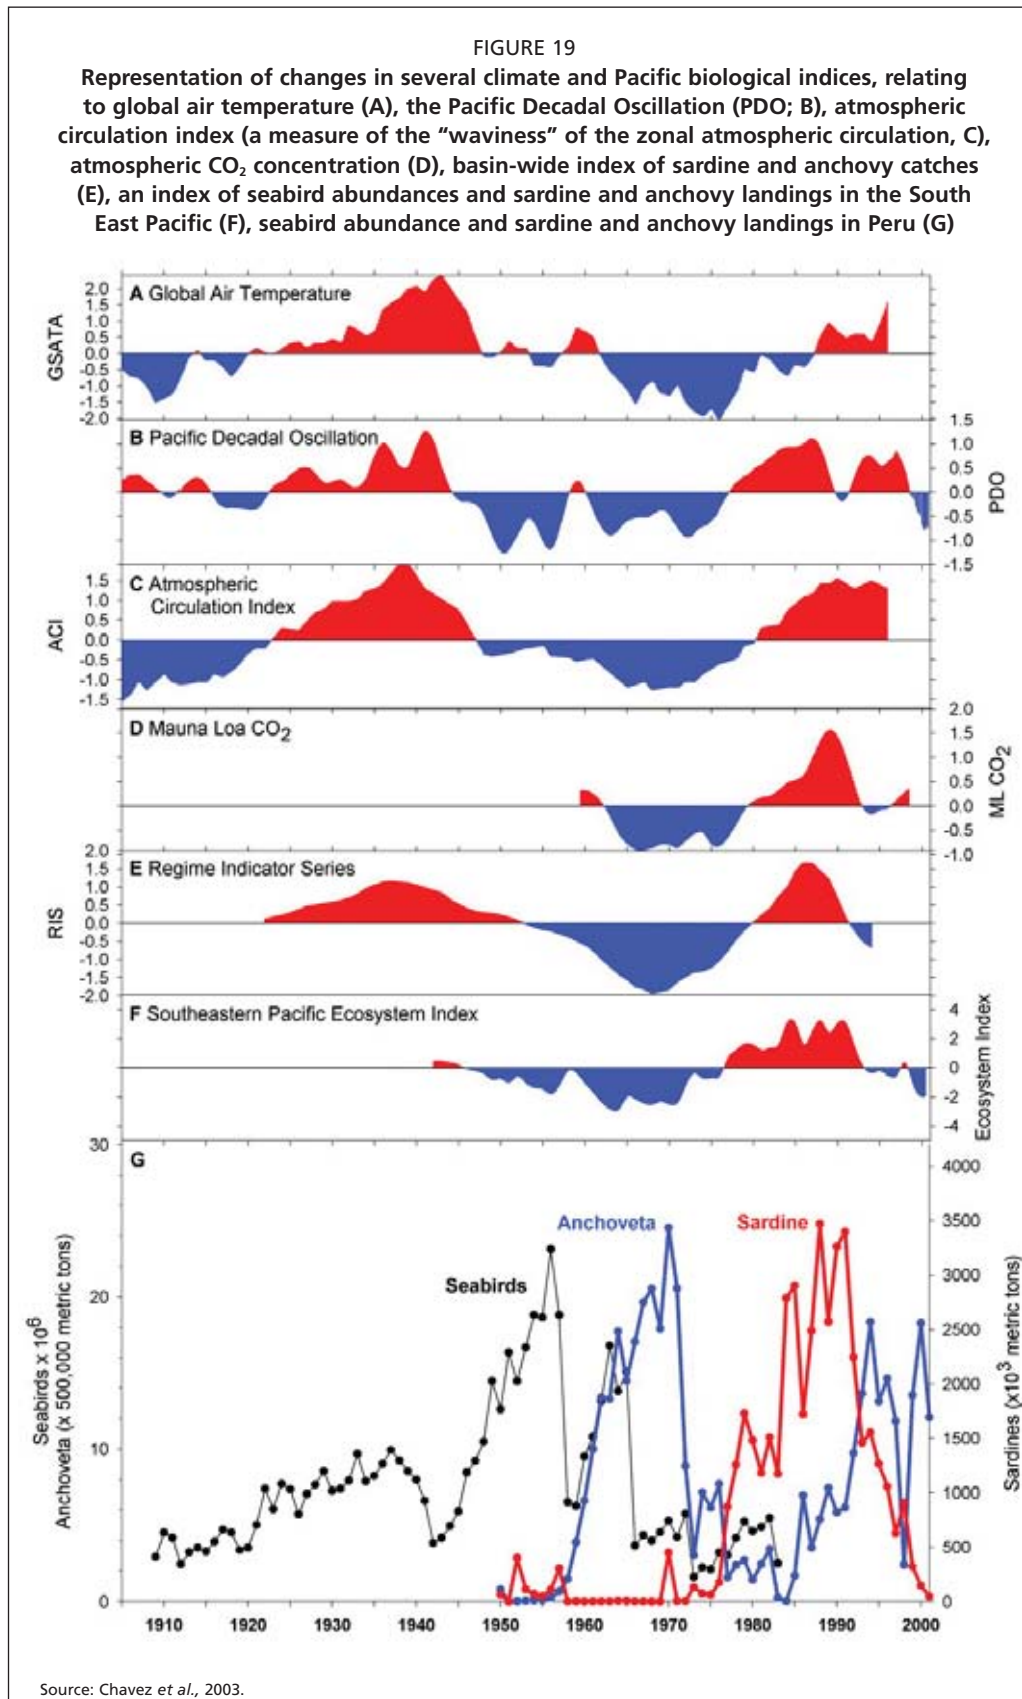 FIGURE 19
Representation of changes in several climate and Pacific biological indices, relating
to global air temperature (A), the Pacific Decadal Oscillation (PDO; B), atmospheric
circulation index (a measure of the “waviness” of the zonal atmospheric circulation, C),
atmospheric CO₂ concentration (D), basin-wide index of sardine and anchovy catches
(E), an index of seabird abundances and sardine and anchovy landings in the South
East Pacific (F), seabird abundance and sardine and anchovy landings in Peru (G)
A Global Air Temperature
GSATA
2.0
1.5
1.0
0.5
0.0
-0.5
-1.0
-1.5
-2.0
B Pacific Decadal Oscillation
1.5
1.0
0.5
0.0
-0.5
-1.0
-1.5
PDO
C Atmospheric
Circulation Index
ACI
1.5
1.0
0.5
0.0
-0.5
-1.0
-1.5
D Mauna Loa CO₂
2.0
1.5
1.0
0.5
0.0
-0.5
-1.0
ML CO₂
E Regime Indicator Series
RIS
2.0
1.5
1.0
0.5
0.0
-0.5
-1.0
-1.5
-2.0
F Southeastern Pacific Ecosystem Index
4
2
0
-2
-4
Ecosystem Index
G
Seabirds x 10⁶
Anchoveta (x 500,000 metric tons)
30
20
10
0
Seabirds
Anchoveta
Sardine
4000
3500
3000
2500
2000
1500
1000
500
0
Sardines (x10³ metric tons)
1910 1920 1930 1940 1950 1960 1970 1980 1990 2000
Source: Chavez et al., 2003.